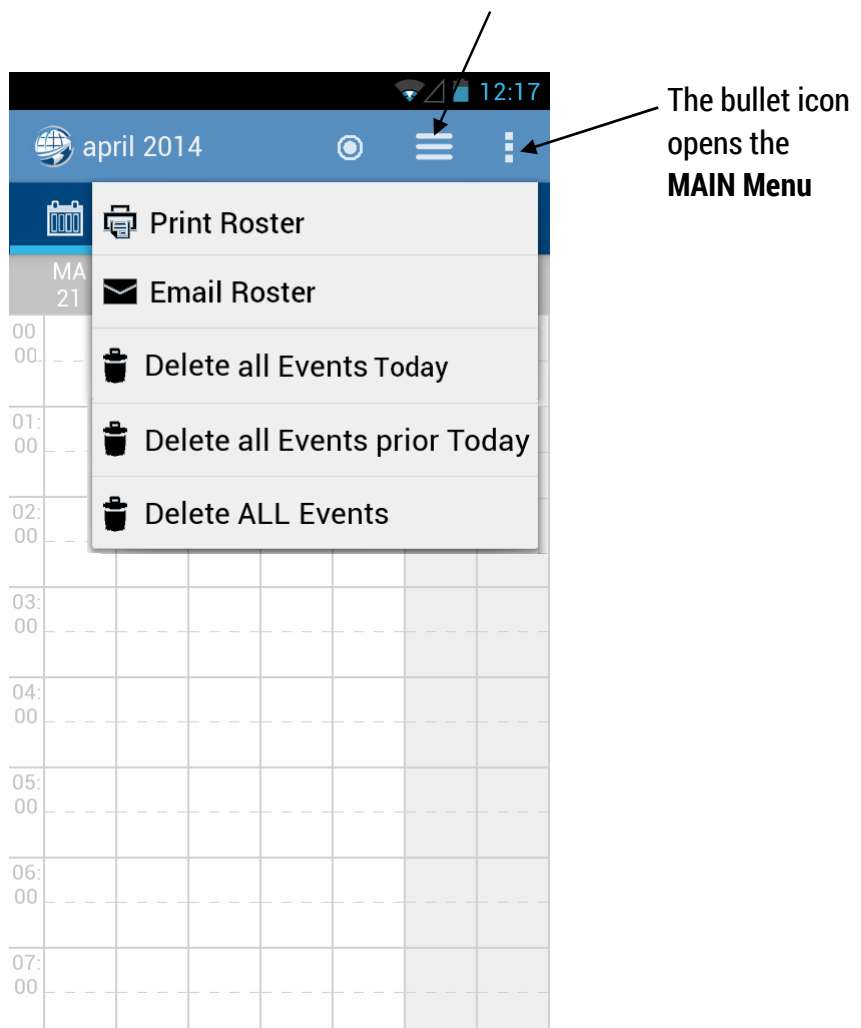 12:17
april 2014
The bullet icon
opens the
MAIN Menu
Print Roster
MA
21
Email Roster
00
00
Delete all Events Today
01:
00
Delete all Events prior Today
02:
00
Delete ALL Events
03:
00
04:
00
05:
00
06:
00
07:
00